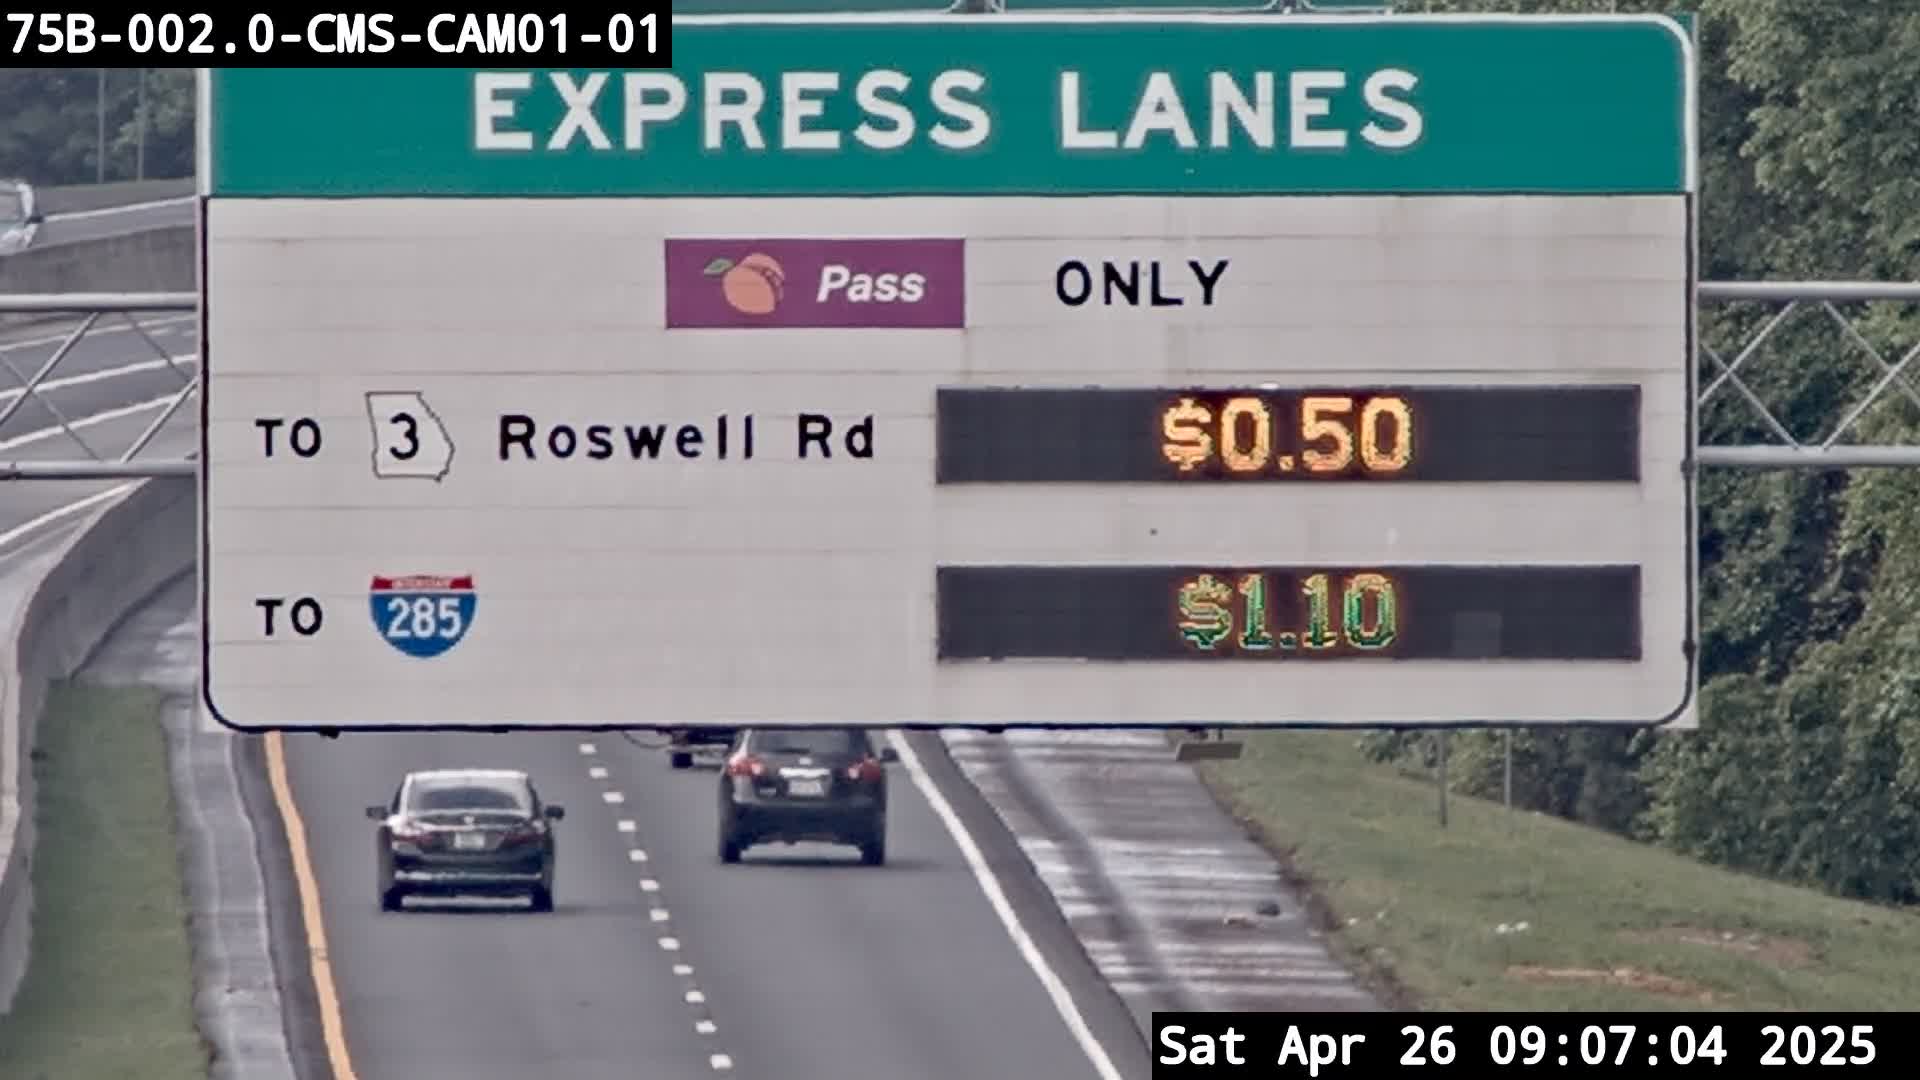 75B-002.0-CMS-CAM01-01
EXPRESS LANES
Pass ONLY
TO 3 Roswell Rd $0.50
INTERSTATE
TO 285 $1.10
Sat Apr 26 09:07:04 2025